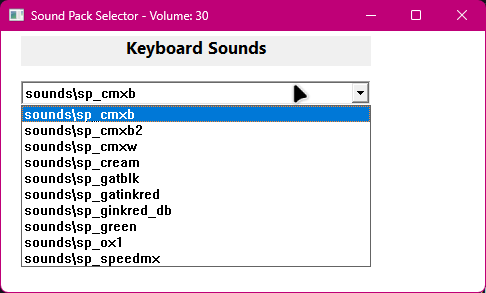 Sound Pack Selector - Volume: 30
Keyboard Sounds
sounds\sp_cmxb
sounds\sp_cmxb
sounds\sp_cmxb2
sounds\sp_cmxw
sounds\sp_cream
sounds\sp_gatblk
sounds\sp_gatinkred
sounds\sp_ginkred_db
sounds\sp_green
sounds\sp_ox1
sounds\sp_speedmx